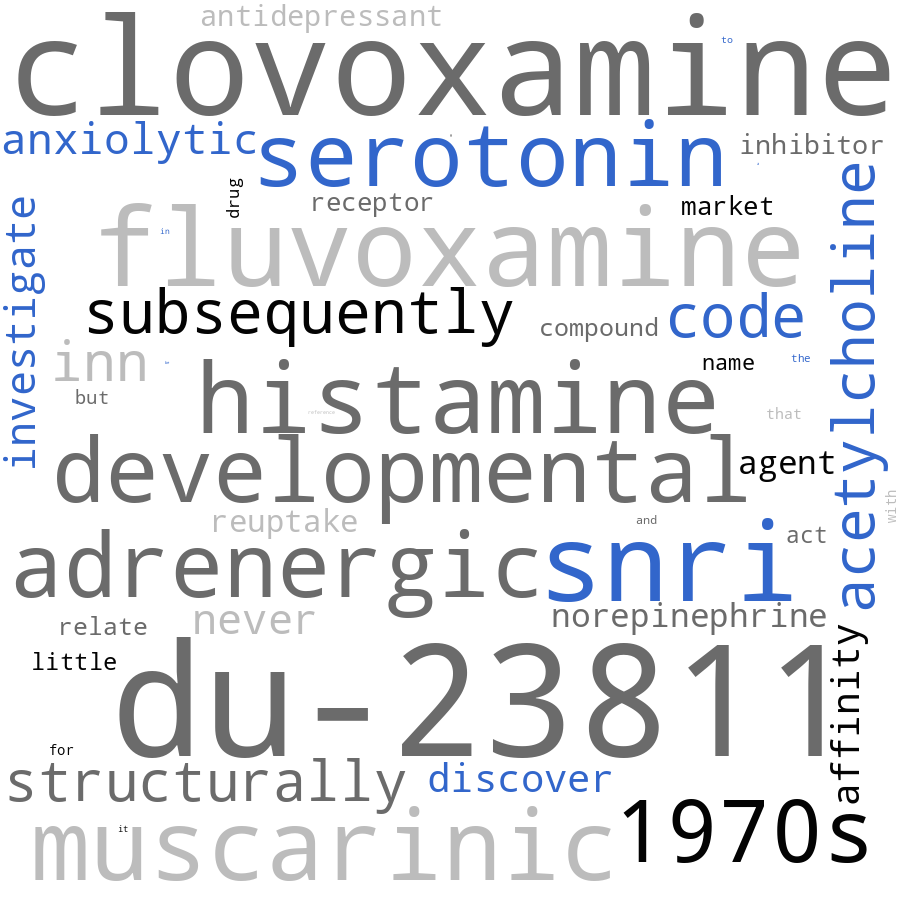 antidepressant
clovoxamine
to
anxiolytic
serotonin
inhibitor
investigate
drug
receptor
market
acetylcholine
fluvoxamine
in
subsequently
compound
code
inn
name
the
but
histamine
reference
that
developmental
agent
with
reuptake
and
adrenergic
snri
act
relate
never
norepinephrine
little
du-23811
affinity
for
structurally
discover
muscarinic
it
1970s